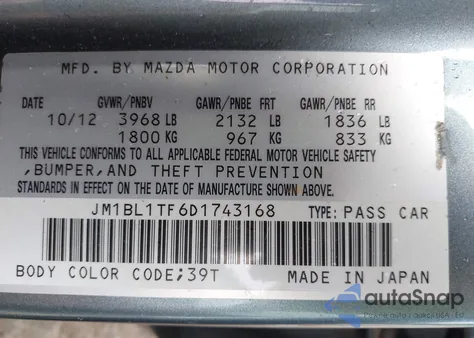 MFD. BY MAZDA MOTOR CORPORATION
DATE GVWR/PNBV GAWR/PNBE FRT GAWR/PNBE RR
10/12 3968 LB 2132 LB 1836 LB
1800 KG 967 KG 833 KG
THIS VEHICLE CONFORMS TO ALL APPLICABLE FEDERAL MOTOR VEHICLE SAFETY
,BUMPER,AND THEFT PREVENTION
STANDARDS IN EFFECT ON THE DATE OF MANUFACTURE SHOWN ABOVE.
JM1BL1TF6D1743168 TYPE: PASS CAR
BODY COLOR CODE;39T MADE IN JAPAN
autoSnap